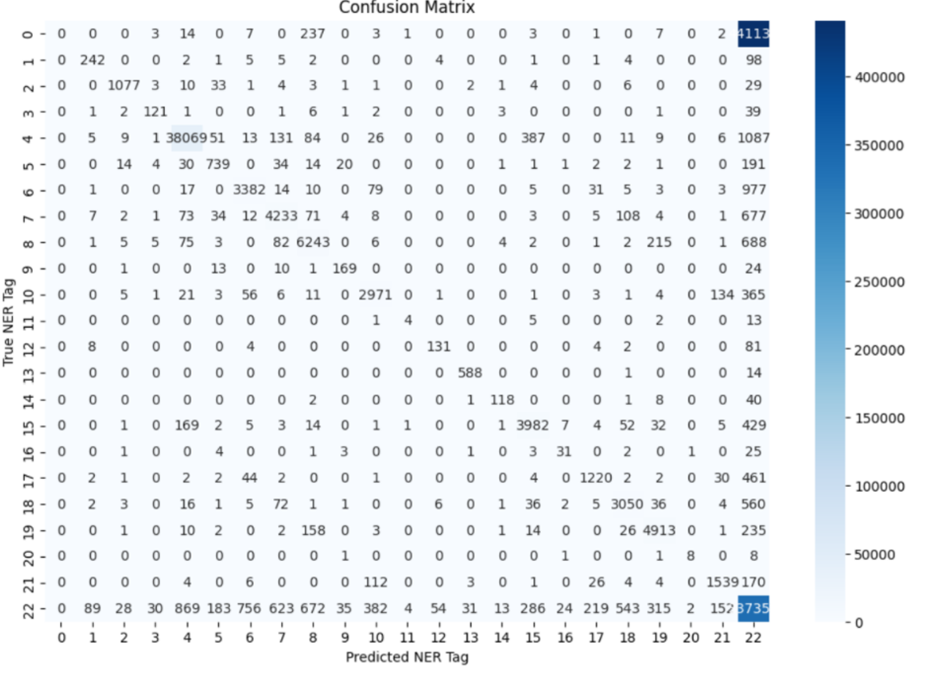 Confusion Matrix
0 0 0 0 3 14 0 7 0 237 0 3 1 0 0 0 3 0 1 0 7 0 2
1 0 242 0 0 2 1 5 5 2 0 0 0 4 0 0 1 0 1 4 0 0 0 98
2 0 0 1077 3 10 33 1 4 3 1 1 0 0 2 1 4 0 0 6 0 0 0 29
3 0 1 2 121 1 0 0 1 6 1 2 0 0 0 3 0 0 0 0 1 0 0 39
4 0 5 9 1 38069 51 13 131 84 0 26 0 0 0 0 387 0 0 11 9 0 6 1087
5 0 0 14 4 30 739 0 34 14 20 0 0 0 0 1 1 1 2 2 1 0 0 191
6 0 1 0 0 17 0 3382 14 10 0 79 0 0 0 0 5 0 31 5 3 0 3 977
7 0 7 2 1 73 34 12 4233 71 4 8 0 0 0 0 3 0 5 108 4 0 1 677
8 0 1 5 5 75 3 0 82 6243 0 6 0 0 0 4 2 0 1 2 215 0 1 688
9 0 0 1 0 0 13 0 10 1 169 0 0 0 0 0 0 0 0 0 0 0 0 24
10 0 0 5 1 21 3 56 6 11 0 2971 0 1 0 0 1 0 3 1 4 0 134 365
11 0 0 0 0 0 0 0 0 0 0 1 4 0 0 0 5 0 0 0 2 0 0 13
12 0 8 0 0 0 0 4 0 0 0 0 0 131 0 0 0 0 4 2 0 0 0 81
13 0 0 0 0 0 0 0 0 0 0 0 0 0 588 0 0 0 0 1 0 0 0 14
14 0 0 0 0 0 0 0 0 2 0 0 0 0 1 118 0 0 0 1 8 0 0 40
15 0 0 1 0 169 2 5 3 14 0 1 1 0 0 1 3982 7 4 52 32 0 5 429
16 0 0 1 0 0 4 0 0 1 3 0 0 0 1 0 3 31 0 2 0 1 0 25
17 0 2 1 0 2 2 44 2 0 0 1 0 0 0 0 4 0 1220 2 2 0 30 461
18 0 2 3 0 16 1 5 72 1 1 0 0 6 0 1 36 2 5 3050 36 0 4 560
19 0 0 1 0 10 2 0 2 158 0 3 0 0 0 1 14 0 0 26 4913 0 1 235
20 0 0 0 0 0 0 0 0 0 1 0 0 0 0 0 0 1 0 0 1 8 0 8
21 0 0 0 0 4 0 6 0 0 0 112 0 0 3 0 1 0 26 4 4 0 1539 170
22 0 89 28 30 869 183 756 623 672 35 382 4 54 31 13 286 24 219 543 315 2
0 1 2 3 4 5 6 7 8 9 10 11 12 13 14 15 16 17 18 19 20 21 22
Predicted NER Tag
True NER Tag
400000
350000
300000
250000
200000
150000
100000
50000
0